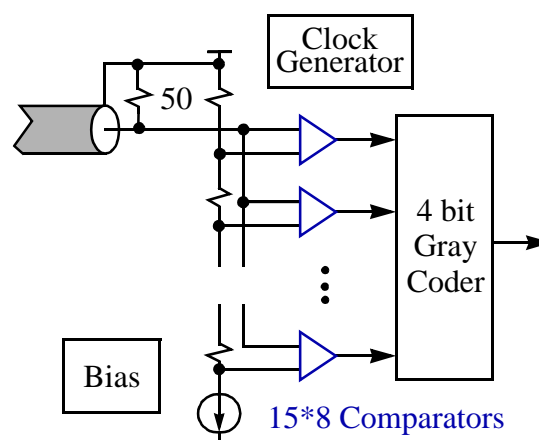 Clock
Generator
50
4 bit
Gray
Coder
Bias
15*8 Comparators